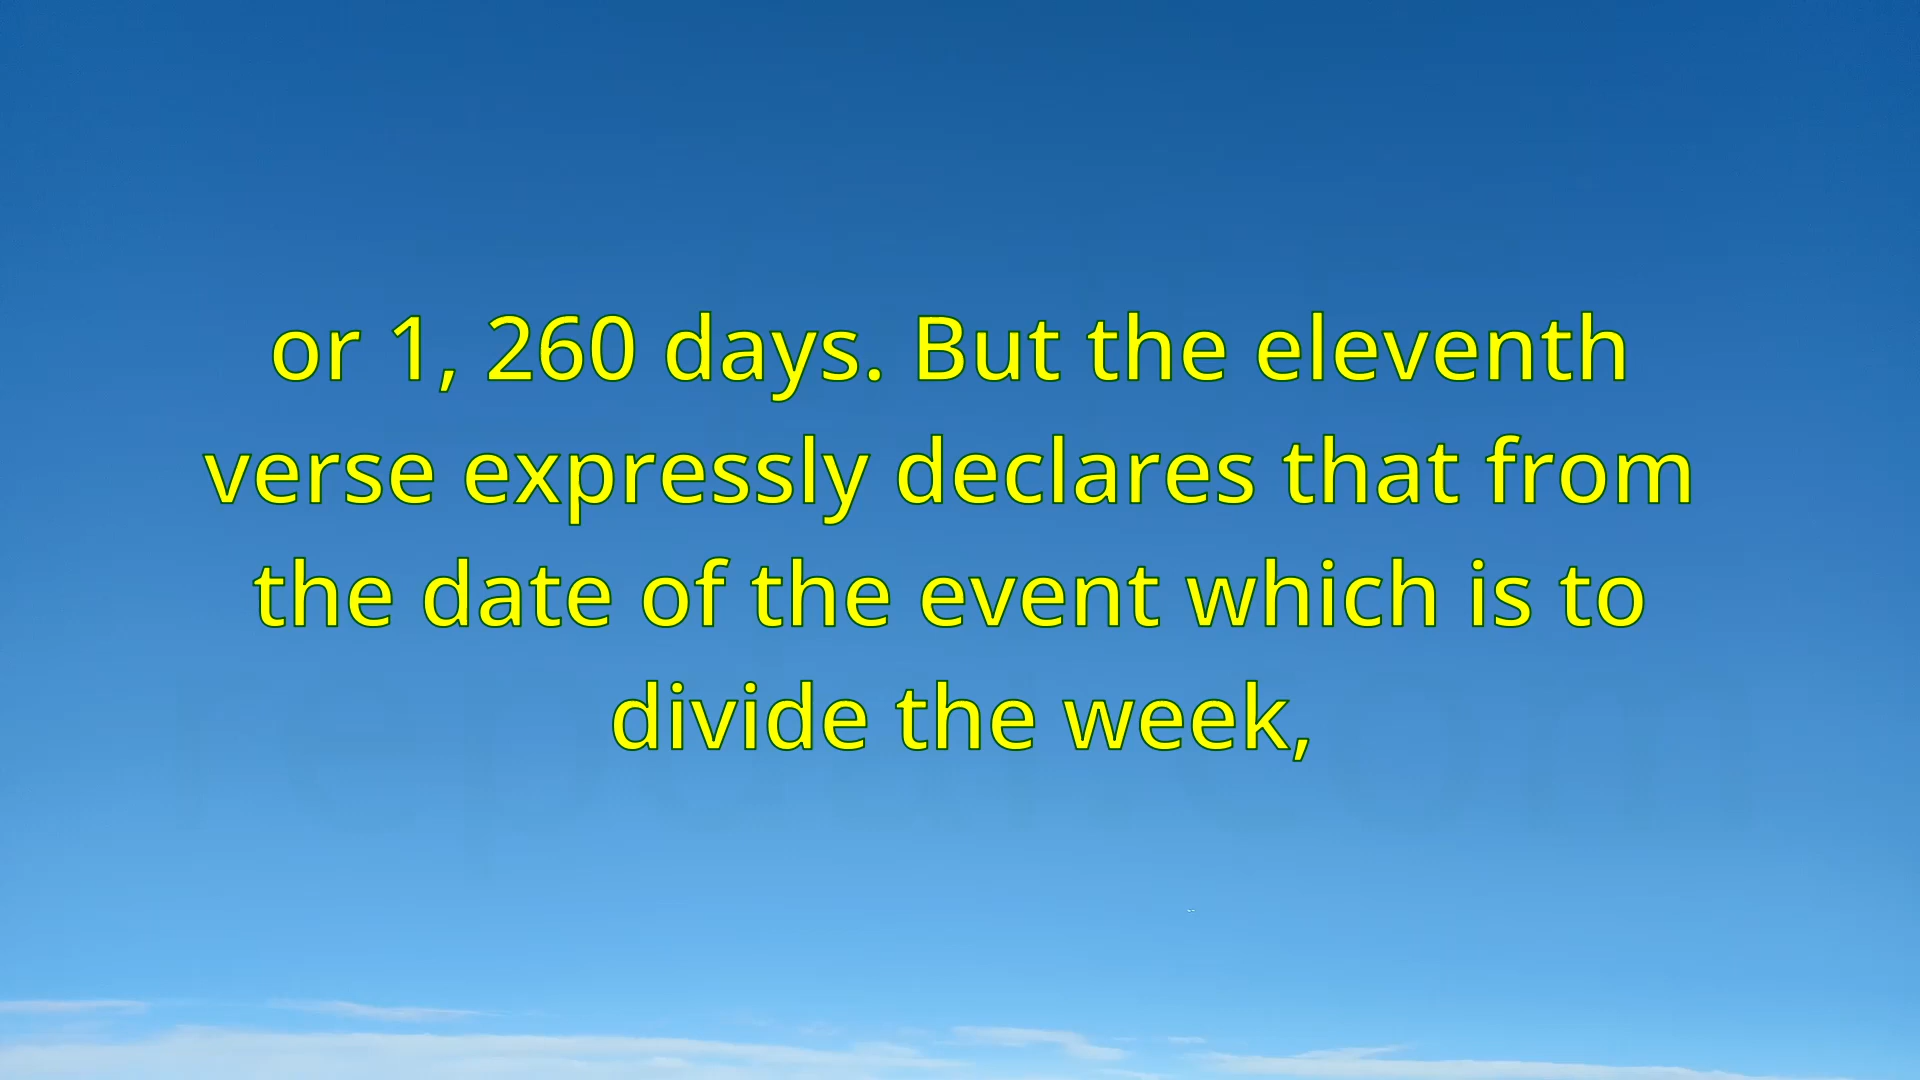 or 1, 260 days. But the eleventh
verse expressly declares that from
the date of the event which is to
divide the week,